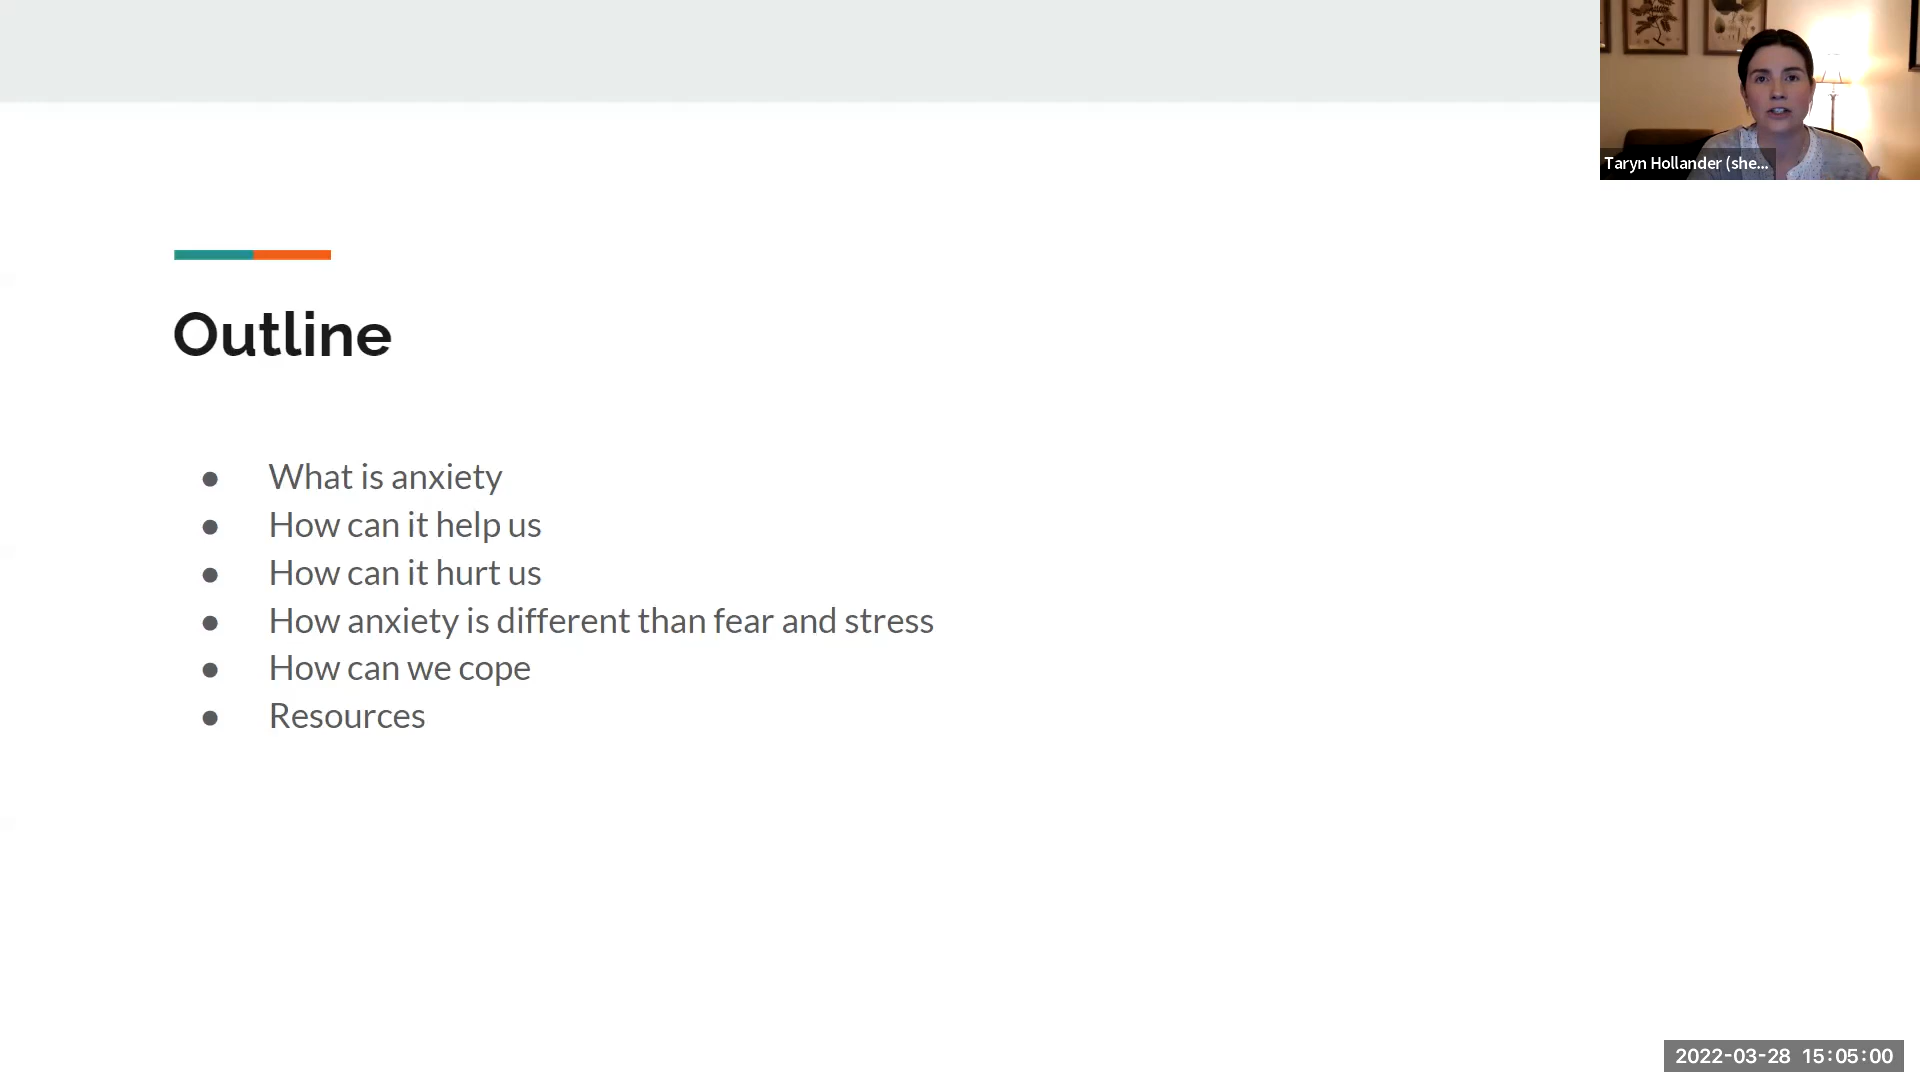 Taryn Hollander (she...
Outline
● What is anxiety
● How can it help us
● How can it hurt us
● How anxiety is different than fear and stress
● How can we cope
● Resources
2022-03-28 15:05:00